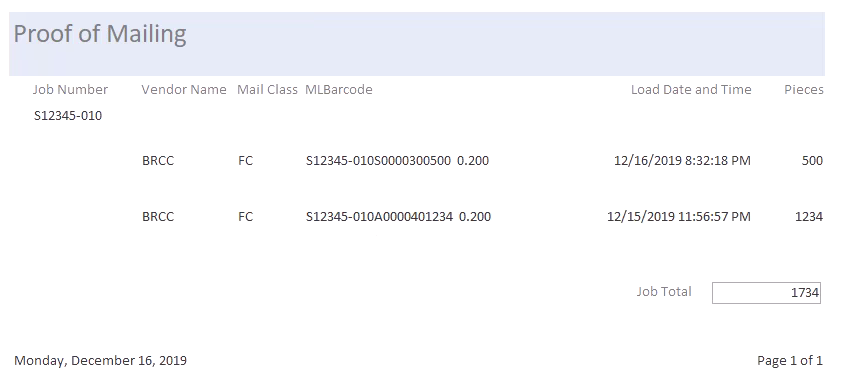 Proof of Mailing
Job Number Vendor Name Mail Class MLBarcode Load Date and Time Pieces
S12345-010
BRCC FC S12345-010S0000300500 0.200 12/16/2019 8:32:18 PM 500
BRCC FC S12345-010A0000401234 0.200 12/15/2019 11:56:57 PM 1234
Job Total 1734
Monday, December 16, 2019 Page 1 of 1